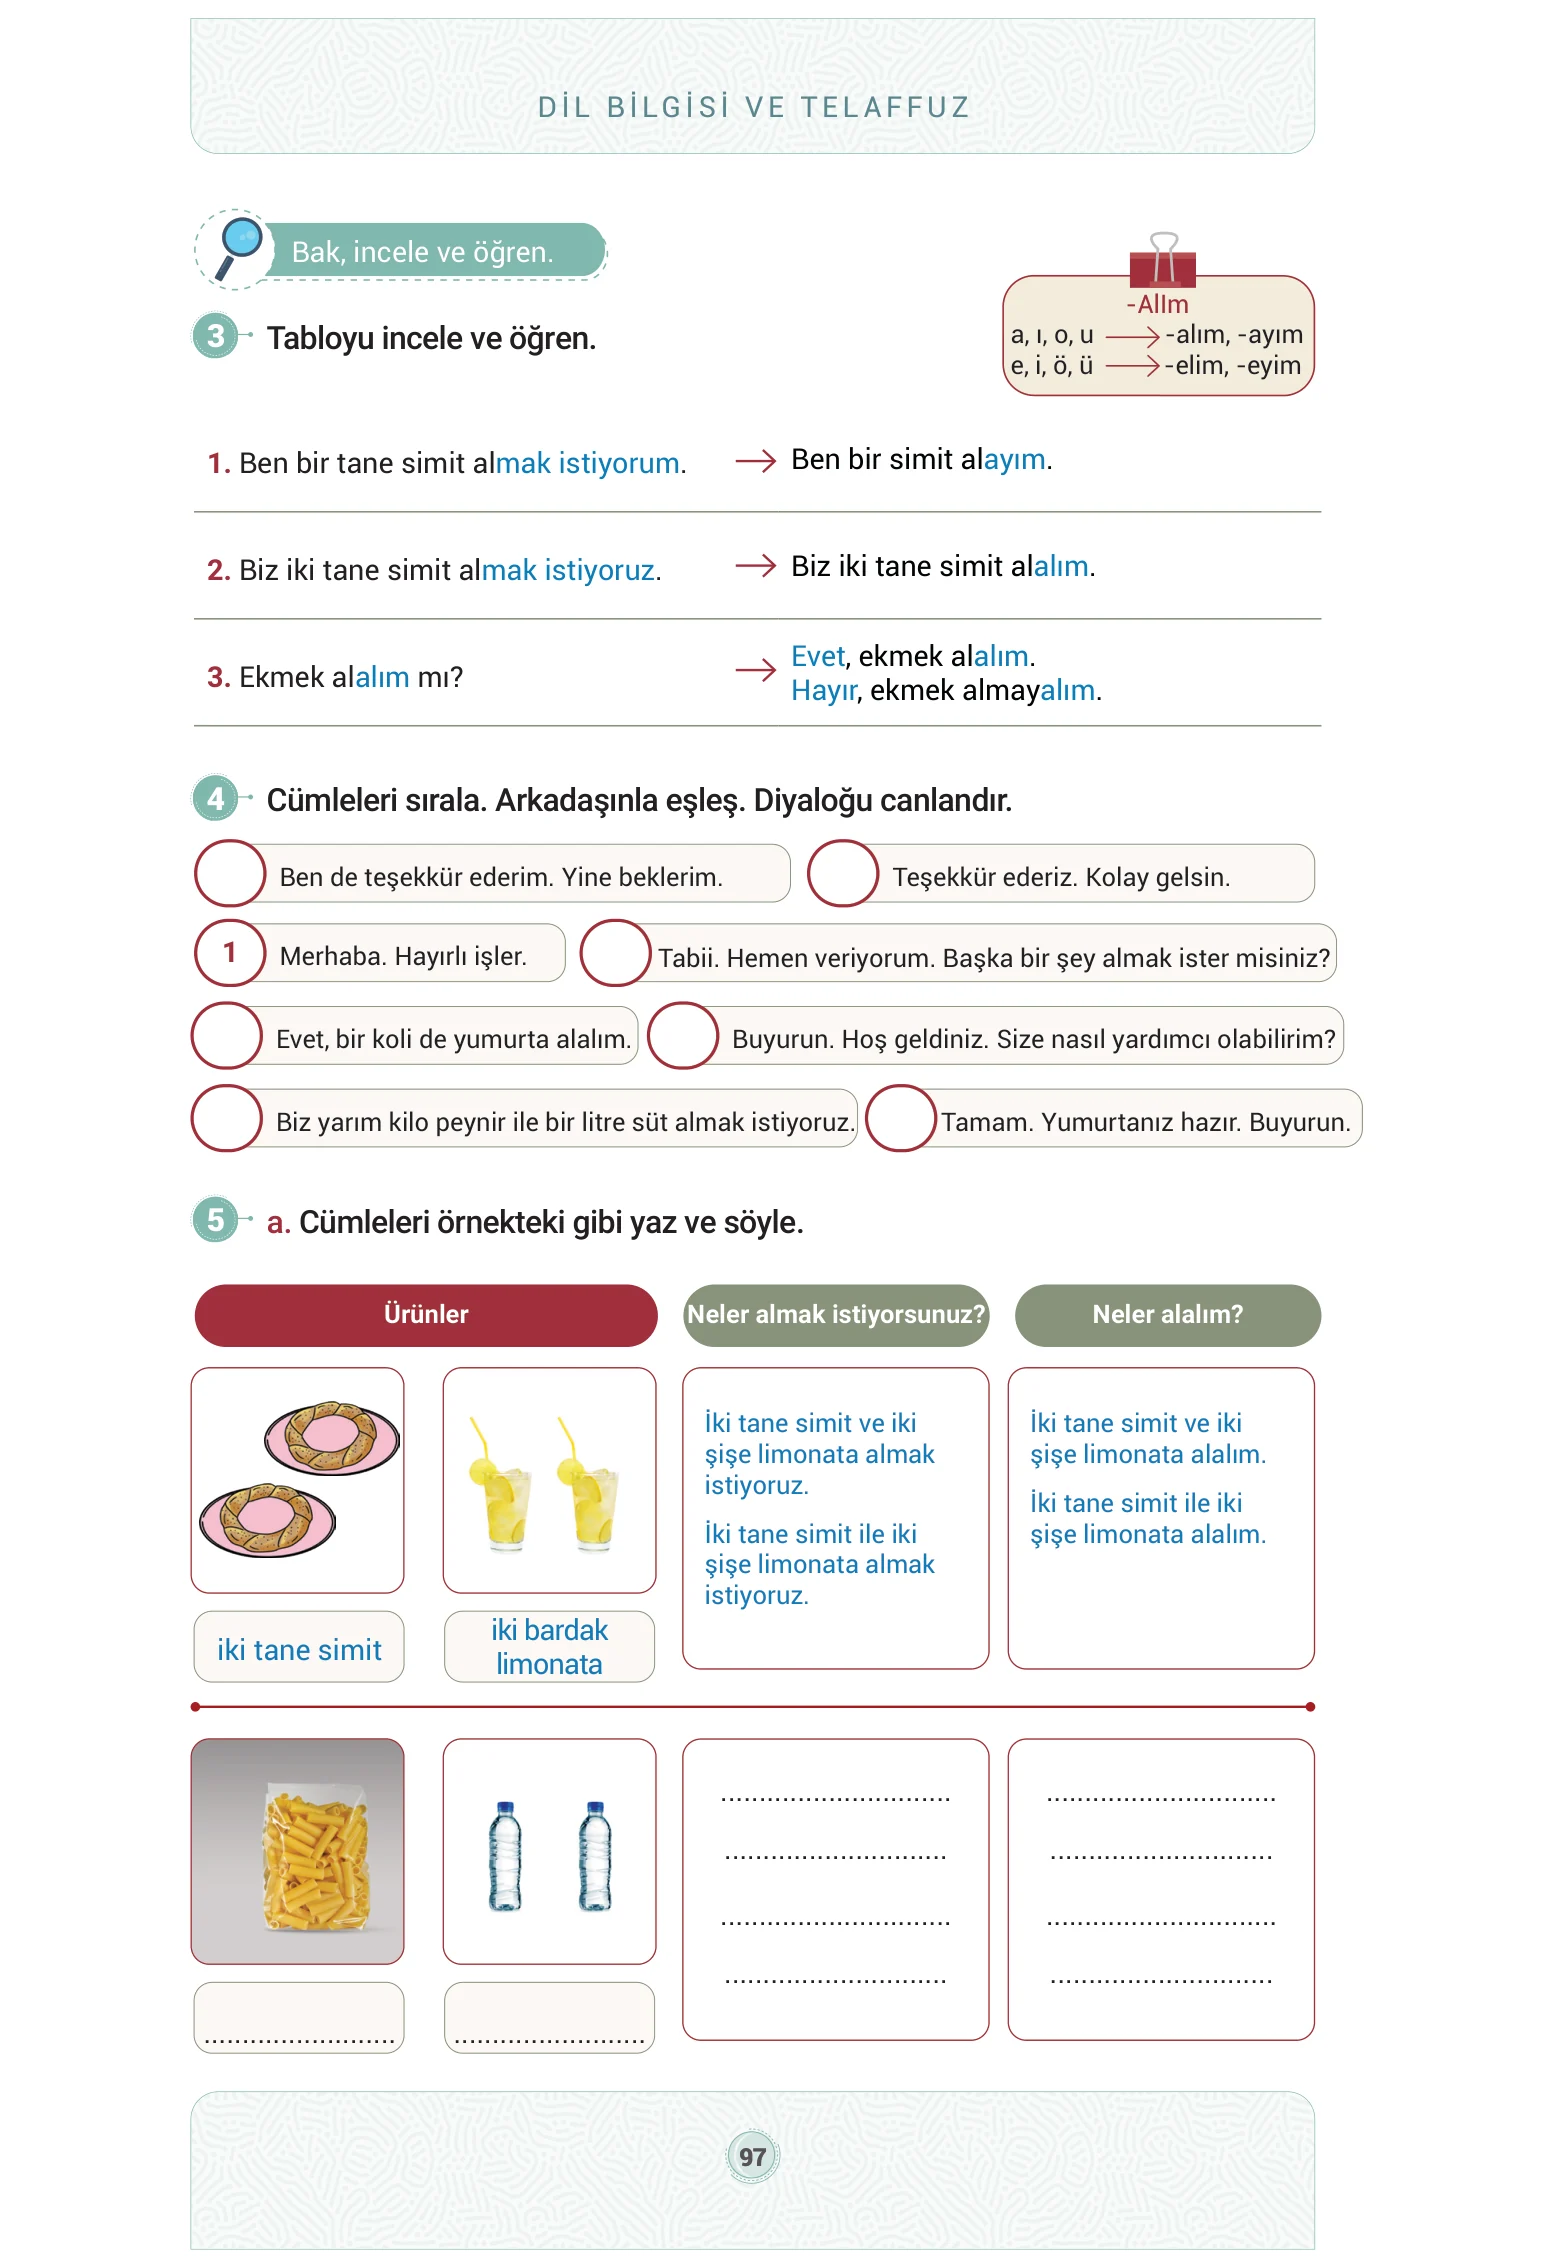 DİL BİLGİSİ VE TELAFFUZ
Bak, incele ve öğren.
3 Tabloyu incele ve öğren.
-AlIm
a, ı, o, u → -alım, -ayım
e, i, ö, ü → -elim, -eyim
1. Ben bir tane simit almak istiyorum. → Ben bir simit alayım.
2. Biz iki tane simit almak istiyoruz. → Biz iki tane simit alalım.
3. Ekmek alalım mı? → Evet, ekmek alalım.
Hayır, ekmek almayalım.
4 Cümleleri sırala. Arkadaşınla eşleş. Diyaloğu canlandır.
Ben de teşekkür ederim. Yine beklerim.
Teşekkür ederiz. Kolay gelsin.
1 Merhaba. Hayırlı işler.
Tabii. Hemen veriyorum. Başka bir şey almak ister misiniz?
Evet, bir koli de yumurta alalım.
Buyurun. Hoş geldiniz. Size nasıl yardımcı olabilirim?
Biz yarım kilo peynir ile bir litre süt almak istiyoruz.
Tamam. Yumurtanız hazır. Buyurun.
5 a. Cümleleri örnekteki gibi yaz ve söyle.
Ürünler
Neler almak istiyorsunuz?
Neler alalım?
iki tane simit
iki bardak
limonata
İki tane simit ve iki
şişe limonata almak
istiyoruz.
İki tane simit ile iki
şişe limonata almak
istiyoruz.
İki tane simit ve iki
şişe limonata alalım.
İki tane simit ile iki
şişe limonata alalım.
97